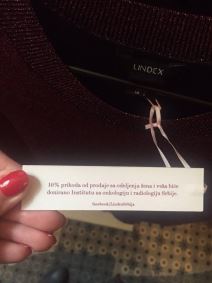 LINDEX
10% prihoda od prodaje sa odeljenja žena i veša biće
donirano Institutu za onkologiju i radiologiju Srbije.
facebook/LindexSrbija